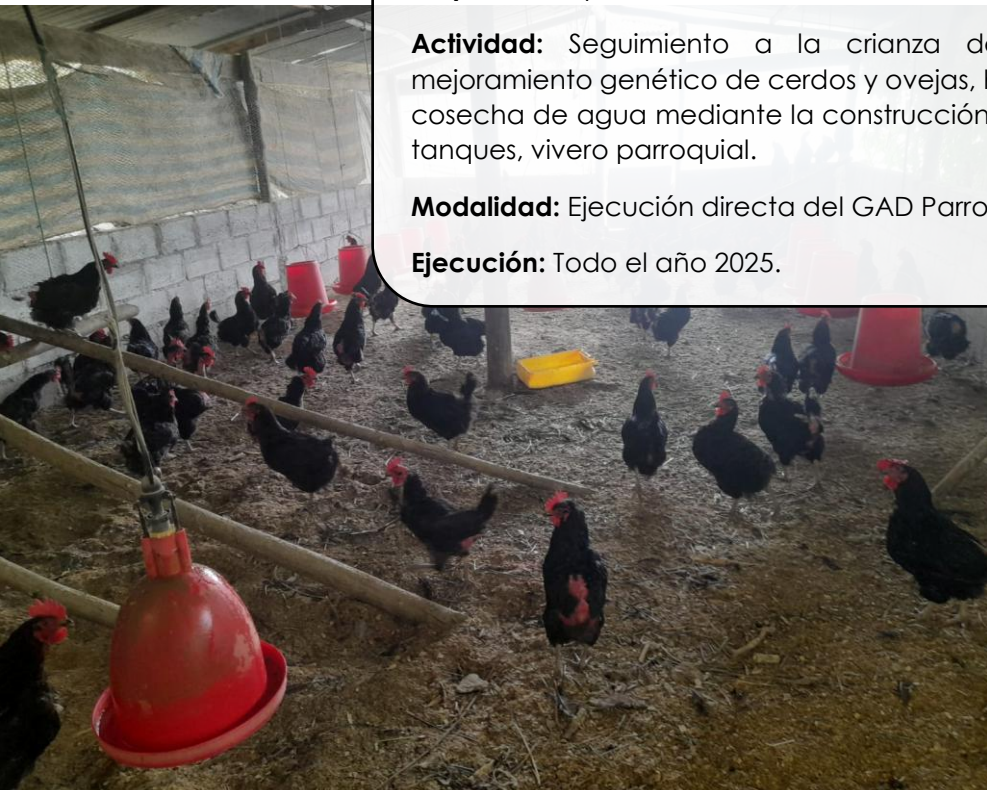 Actividad: Seguimiento a la crianza
mejoramiento genético de cerdos y ovejas,
cosecha de agua mediante la construcción
tanques, vivero parroquial.
Modalidad: Ejecución directa del GAD
Ejecución: Todo el año 2025.